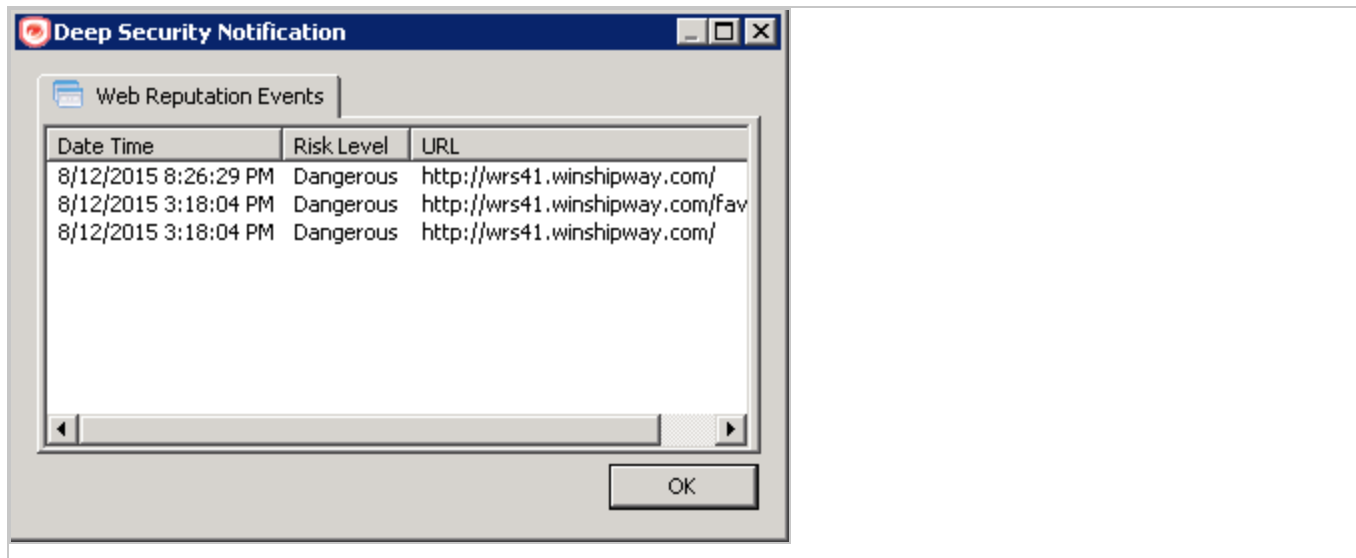 Deep Security Notification
Web Reputation Events
Date Time Risk Level URL
8/12/2015 8:26:29 PM Dangerous http://wrs41.winshipway.com/
8/12/2015 3:18:04 PM Dangerous http://wrs41.winshipway.com/fav
8/12/2015 3:18:04 PM Dangerous http://wrs41.winshipway.com/
OK